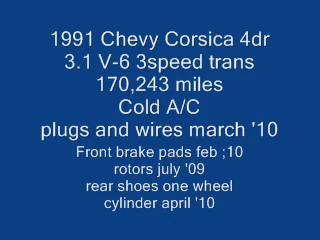 1991 Chevy Corsica 4dr
3.1 V-6 3speed trans
170,243 miles
Cold A/C
plugs and wires march '10
Front brake pads feb ;10
rotors july '09
rear shoes one wheel
cylinder april '10